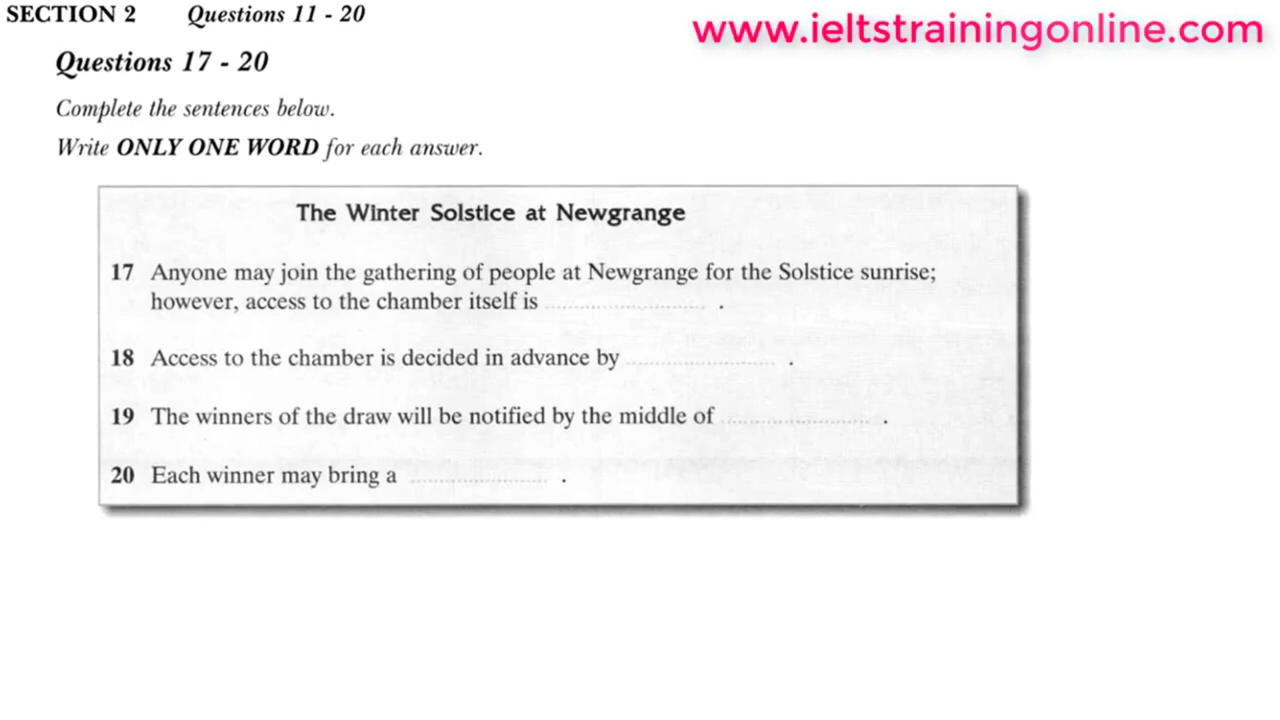 SECTION 2 Questions 11 - 20
www.ieltstrainingonline.com
Questions 17 - 20
Complete the sentences below.
Write ONLY ONE WORD for each answer.
The Winter Solstice at Newgrange
17 Anyone may join the gathering of people at Newgrange for the Solstice sunrise;
however, access to the chamber itself is .................... .
18 Access to the chamber is decided in advance by .................... .
19 The winners of the draw will be notified by the middle of .................... .
20 Each winner may bring a .................... .